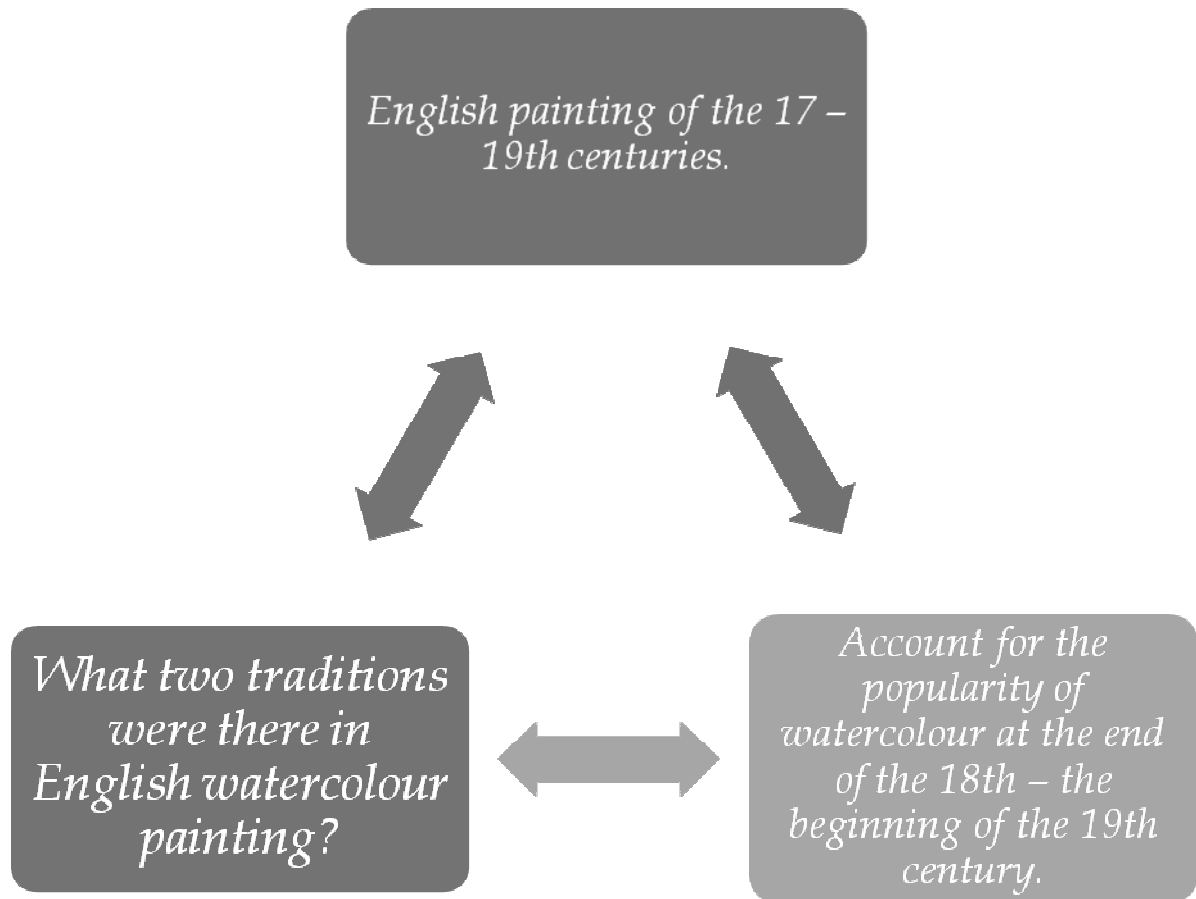 English painting of the 17 –
19th centuries.
What two traditions
were there in
English watercolour
painting?
Account for the
popularity of
watercolour at the end
of the 18th – the
beginning of the 19th
century.